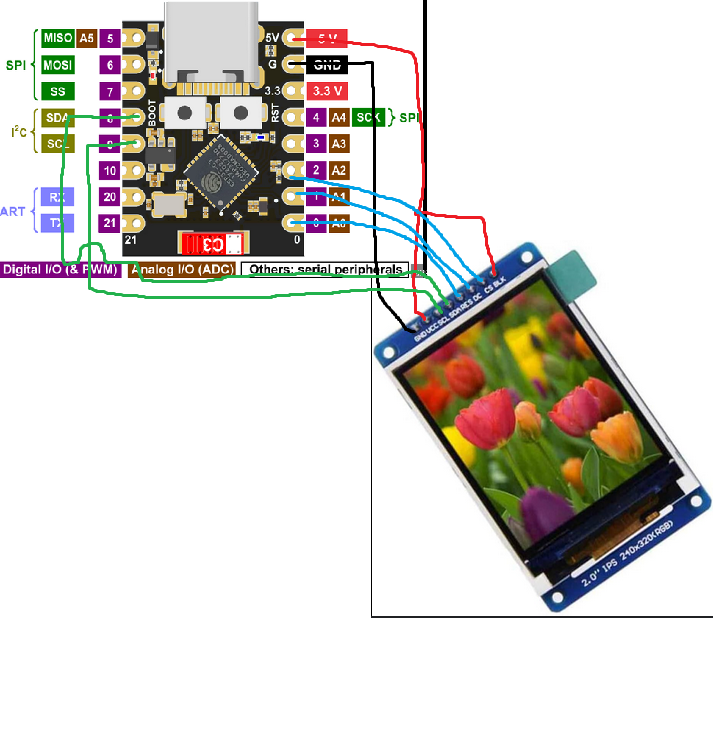 MISO A5 5 5V 5 V
SPI MOSI 6 G GND
SS 7 3.3 3.3 V
SDA 8 BOOT RST 4 A4 SCK SPI
I²C SCL 9 3 A3
10 2 A2
RX 20 1 A1
ART TX 21 0 A0
21 C3 0
Digital I/O (& PWM) Analog I/O (ADC) Others: serial peripherals
GND VCC SCL SDA RES DC CS BLK
2.0" IPS 240x320(RGB)